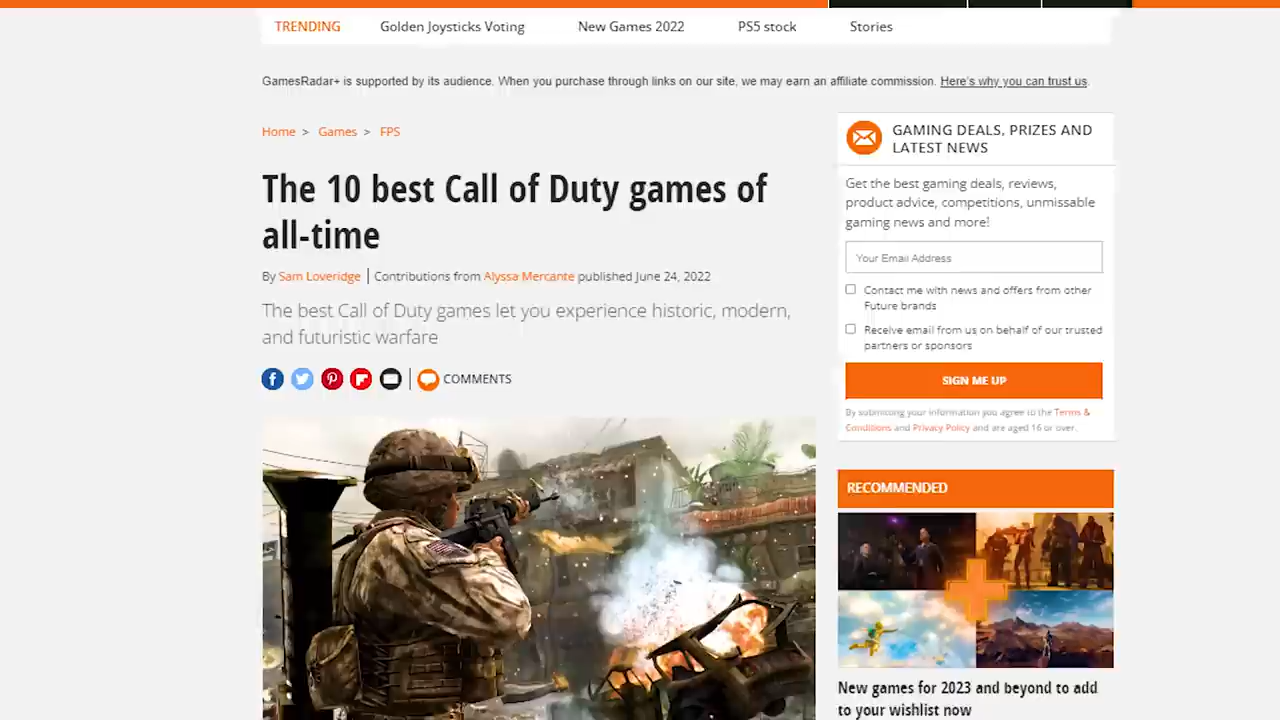 TRENDING Golden Joysticks Voting New Games 2022 PS5 stock Stories
GamesRadar+ is supported by its audience. When you purchase through links on our site, we may earn an affiliate commission. Here's why you can trust us.
Home > Games > FPS
The 10 best Call of Duty games of
all-time
By Sam Loveridge | Contributions from Alyssa Mercante published June 24, 2022
The best Call of Duty games let you experience historic, modern,
and futuristic warfare
COMMENTS
GAMING DEALS, PRIZES AND
LATEST NEWS
Get the best gaming deals, reviews,
product advice, competitions, unmissable
gaming news and more!
Your Email Address
Contact me with news and offers from other
Future brands
Receive email from us on behalf of our trusted
partners or sponsors
SIGN ME UP
By submitting your information you agree to the Terms &
Conditions and Privacy Policy and are aged 16 or over.
RECOMMENDED
New games for 2023 and beyond to add
to your wishlist now